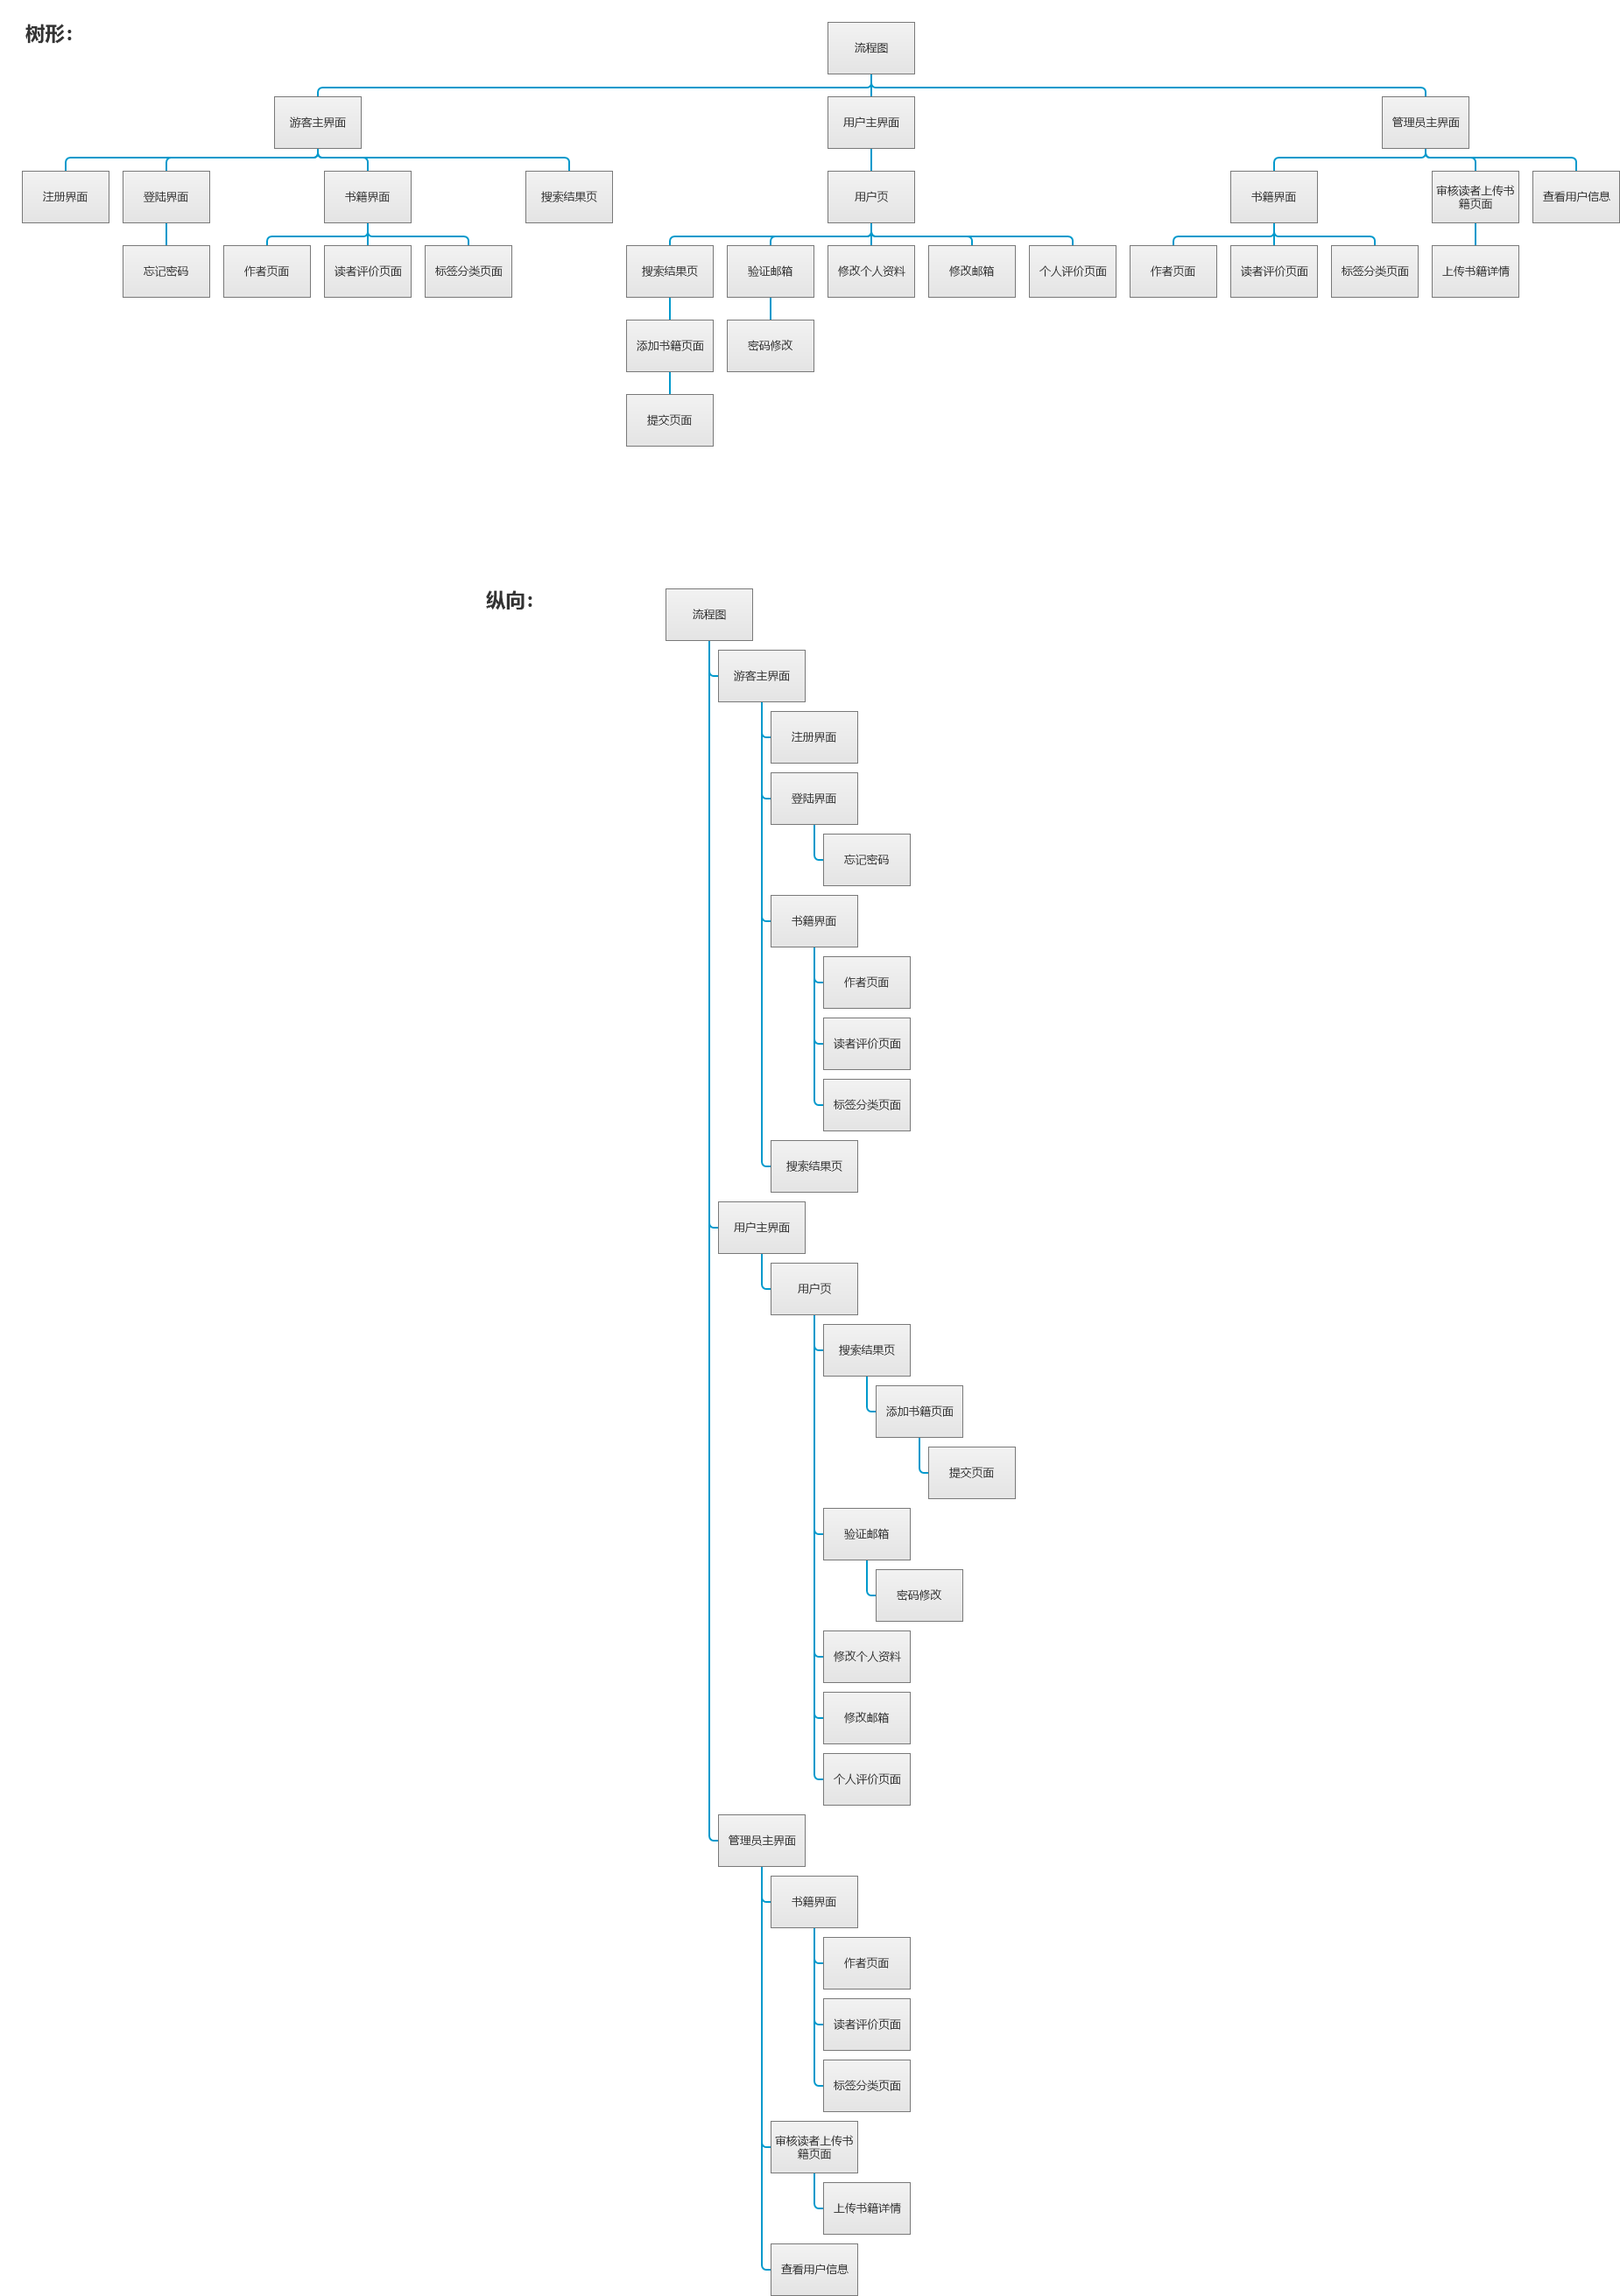 树形：
流程图
游客主界面
用户主界面
管理员主界面
注册界面
登陆界面
书籍界面
搜索结果页
用户页
书籍界面
审核读者上传书
籍页面
查看用户信息
忘记密码
作者页面
读者评价页面
标签分类页面
搜索结果页
验证邮箱
修改个人资料
修改邮箱
个人评价页面
作者页面
读者评价页面
标签分类页面
上传书籍详情
添加书籍页面
密码修改
提交页面
纵向：
流程图
游客主界面
注册界面
登陆界面
忘记密码
书籍界面
作者页面
读者评价页面
标签分类页面
搜索结果页
用户主界面
用户页
搜索结果页
添加书籍页面
提交页面
验证邮箱
密码修改
修改个人资料
修改邮箱
个人评价页面
管理员主界面
书籍界面
作者页面
读者评价页面
标签分类页面
审核读者上传书
籍页面
上传书籍详情
查看用户信息